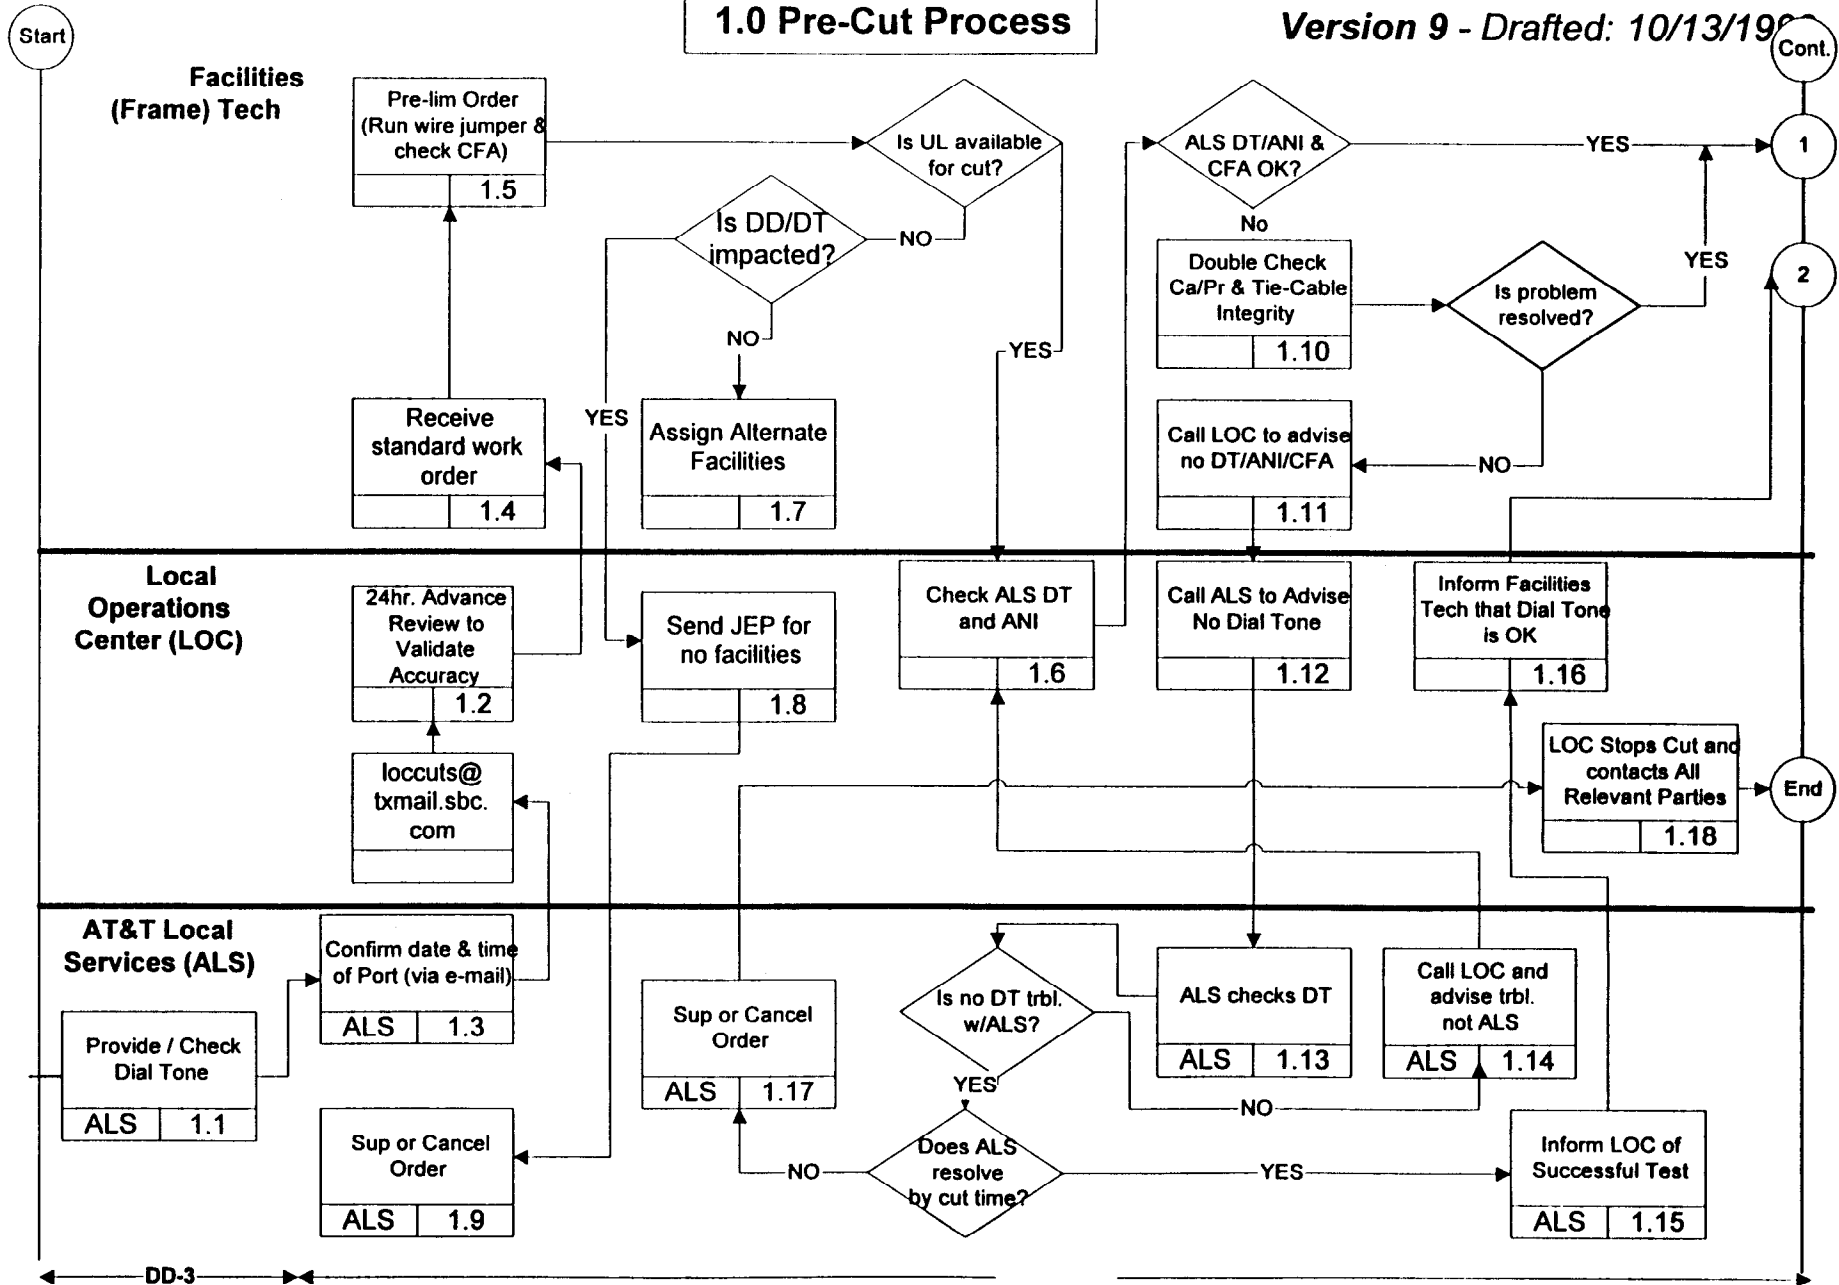 Start
1.0 Pre-Cut Process
Version 9 - Drafted: 10/13/199
Cont.
Facilities
(Frame) Tech
Pre-lim Order
(Run wire jumper &
check CFA)
1.5
Is UL available
for cut?
ALS DT/ANI &
CFA OK?
YES
1
Is DD/DT
impacted?
NO
No
Double Check
Ca/Pr & Tie-Cable
Integrity
1.10
Is problem
resolved?
YES
2
NO
YES
YES
Receive
standard work
order
1.4
Assign Alternate
Facilities
1.7
Call LOC to advise
no DT/ANI/CFA
1.11
NO
Local
Operations
Center (LOC)
24hr. Advance
Review to
Validate
Accuracy
1.2
Send JEP for
no facilities
1.8
Check ALS DT
and ANI
1.6
Call ALS to Advise
No Dial Tone
1.12
Inform Facilities
Tech that Dial Tone
is OK
1.16
loccuts@
txmail.sbc.
com
LOC Stops Cut and
contacts All
Relevant Parties
1.18
End
AT&T Local
Services (ALS)
Confirm date & time
of Port (via e-mail)
ALS 1.3
Provide / Check
Dial Tone
ALS 1.1
Sup or Cancel
Order
ALS 1.17
Is no DT trbl.
w/ALS?
ALS checks DT
ALS 1.13
Call LOC and
advise trbl.
not ALS
ALS 1.14
YES
NO
Sup or Cancel
Order
ALS 1.9
NO
Does ALS
resolve
by cut time?
YES
Inform LOC of
Successful Test
ALS 1.15
DD-3